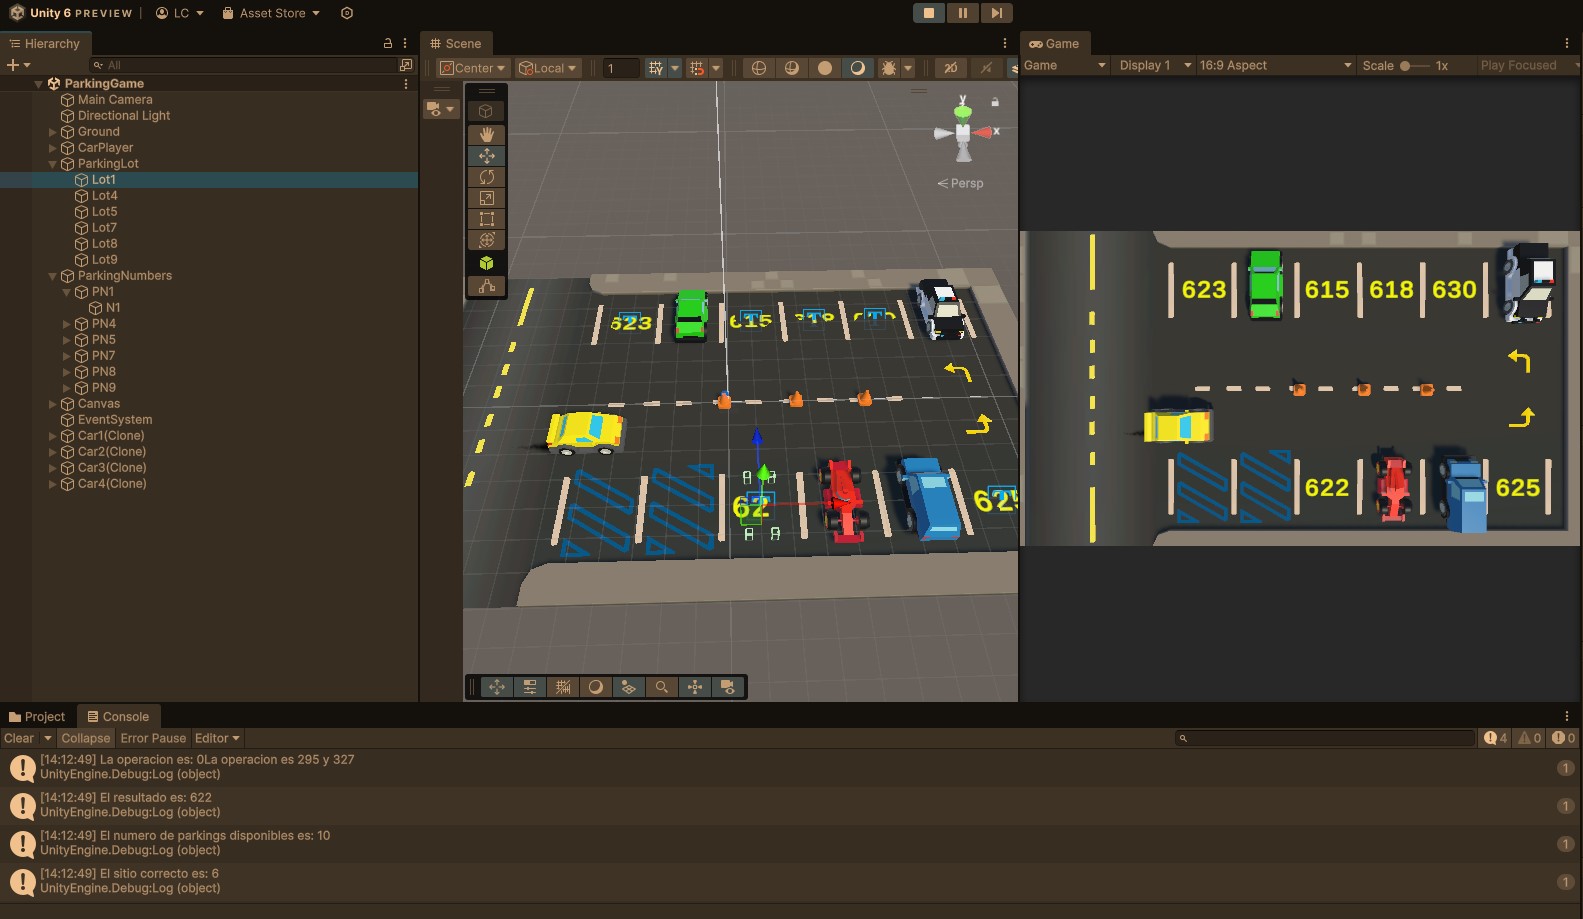 Unity 6 PREVIEW
LC
Asset Store
Hierarchy
All
ParkingGame
Main Camera
Directional Light
Ground
CarPlayer
ParkingLot
Lot1
Lot4
Lot5
Lot7
Lot8
Lot9
ParkingNumbers
PN1
N1
PN4
PN5
PN7
PN8
PN9
Canvas
EventSystem
Car1(Clone)
Car2(Clone)
Car3(Clone)
Car4(Clone)
Scene
Center
Local
1
2D
y
x
Persp
623
615
Game
Game
Display 1
16:9 Aspect
Scale
1x
Play Focused
623
615
618
630
622
625
Project
Console
Clear
Collapse
Error Pause
Editor
4
0
0
[14:12:49] La operacion es: 0La operacion es 295 y 327
UnityEngine.Debug:Log (object)
1
[14:12:49] El resultado es: 622
UnityEngine.Debug:Log (object)
1
[14:12:49] El numero de parkings disponibles es: 10
UnityEngine.Debug:Log (object)
1
[14:12:49] El sitio correcto es: 6
UnityEngine.Debug:Log (object)
1